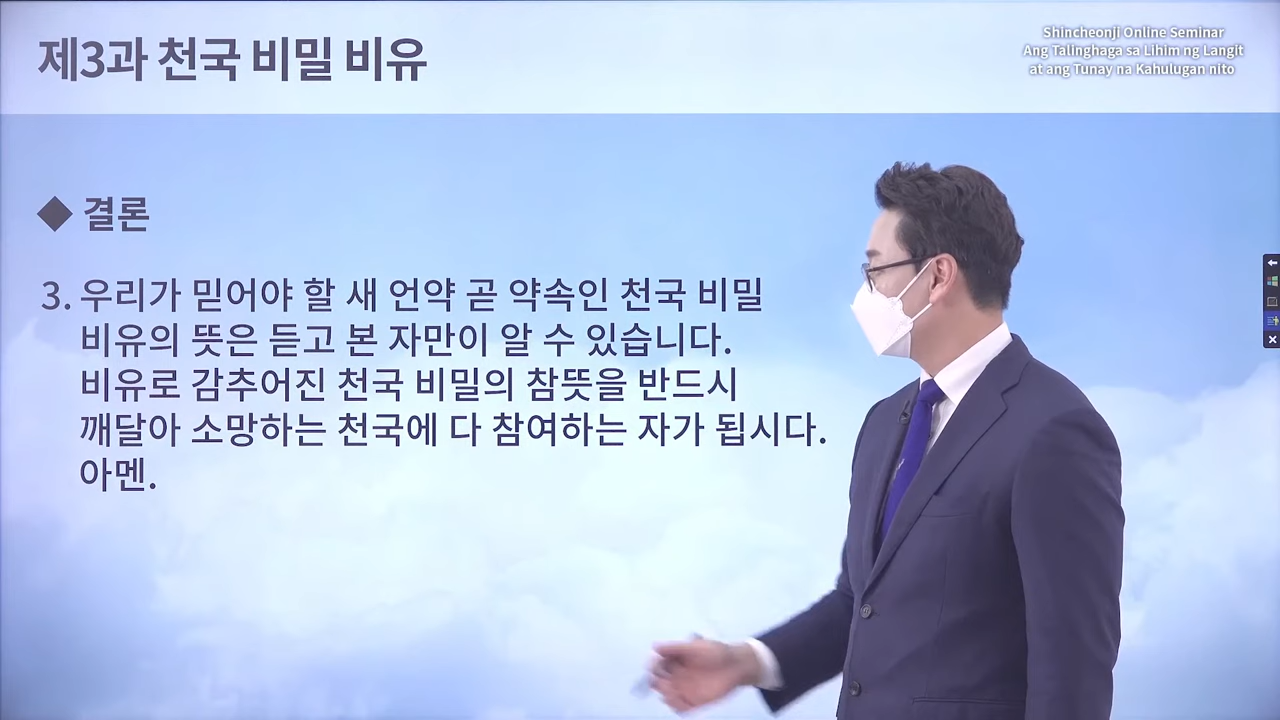 제3과 천국 비밀 비유
Shincheonji Online Seminar
Ang Talinghaga sa Lihim ng Langit
at ang Tunay na Kahulugan nito
◆ 결론
3. 우리가 믿어야 할 새 언약 곧 약속인 천국 비밀
비유의 뜻은 듣고 본 자만이 알 수 있습니다.
비유로 감추어진 천국 비밀의 참뜻을 반드시
깨달아 소망하는 천국에 다 참여하는 자가 됩시다.
아멘.